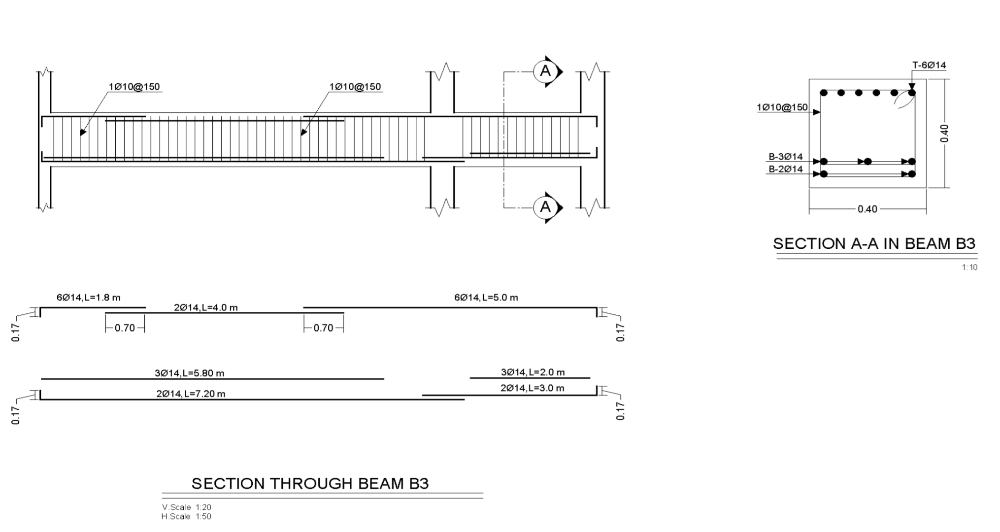 A
T-6Ø14
1Ø10@150
1Ø10@150
1Ø10@150
0.40
B-3Ø14
B-2Ø14
A
0.40
SECTION A-A IN BEAM B3
1:10
6Ø14,L=1.8 m
6Ø14,L=5.0 m
2Ø14,L=4.0 m
0.17
0.70
0.70
0.17
3Ø14,L=5.80 m
3Ø14,L=2.0 m
2Ø14,L=7.20 m
2Ø14,L=3.0 m
0.17
0.17
SECTION THROUGH BEAM B3
V.Scale 1:20
H.Scale 1:50